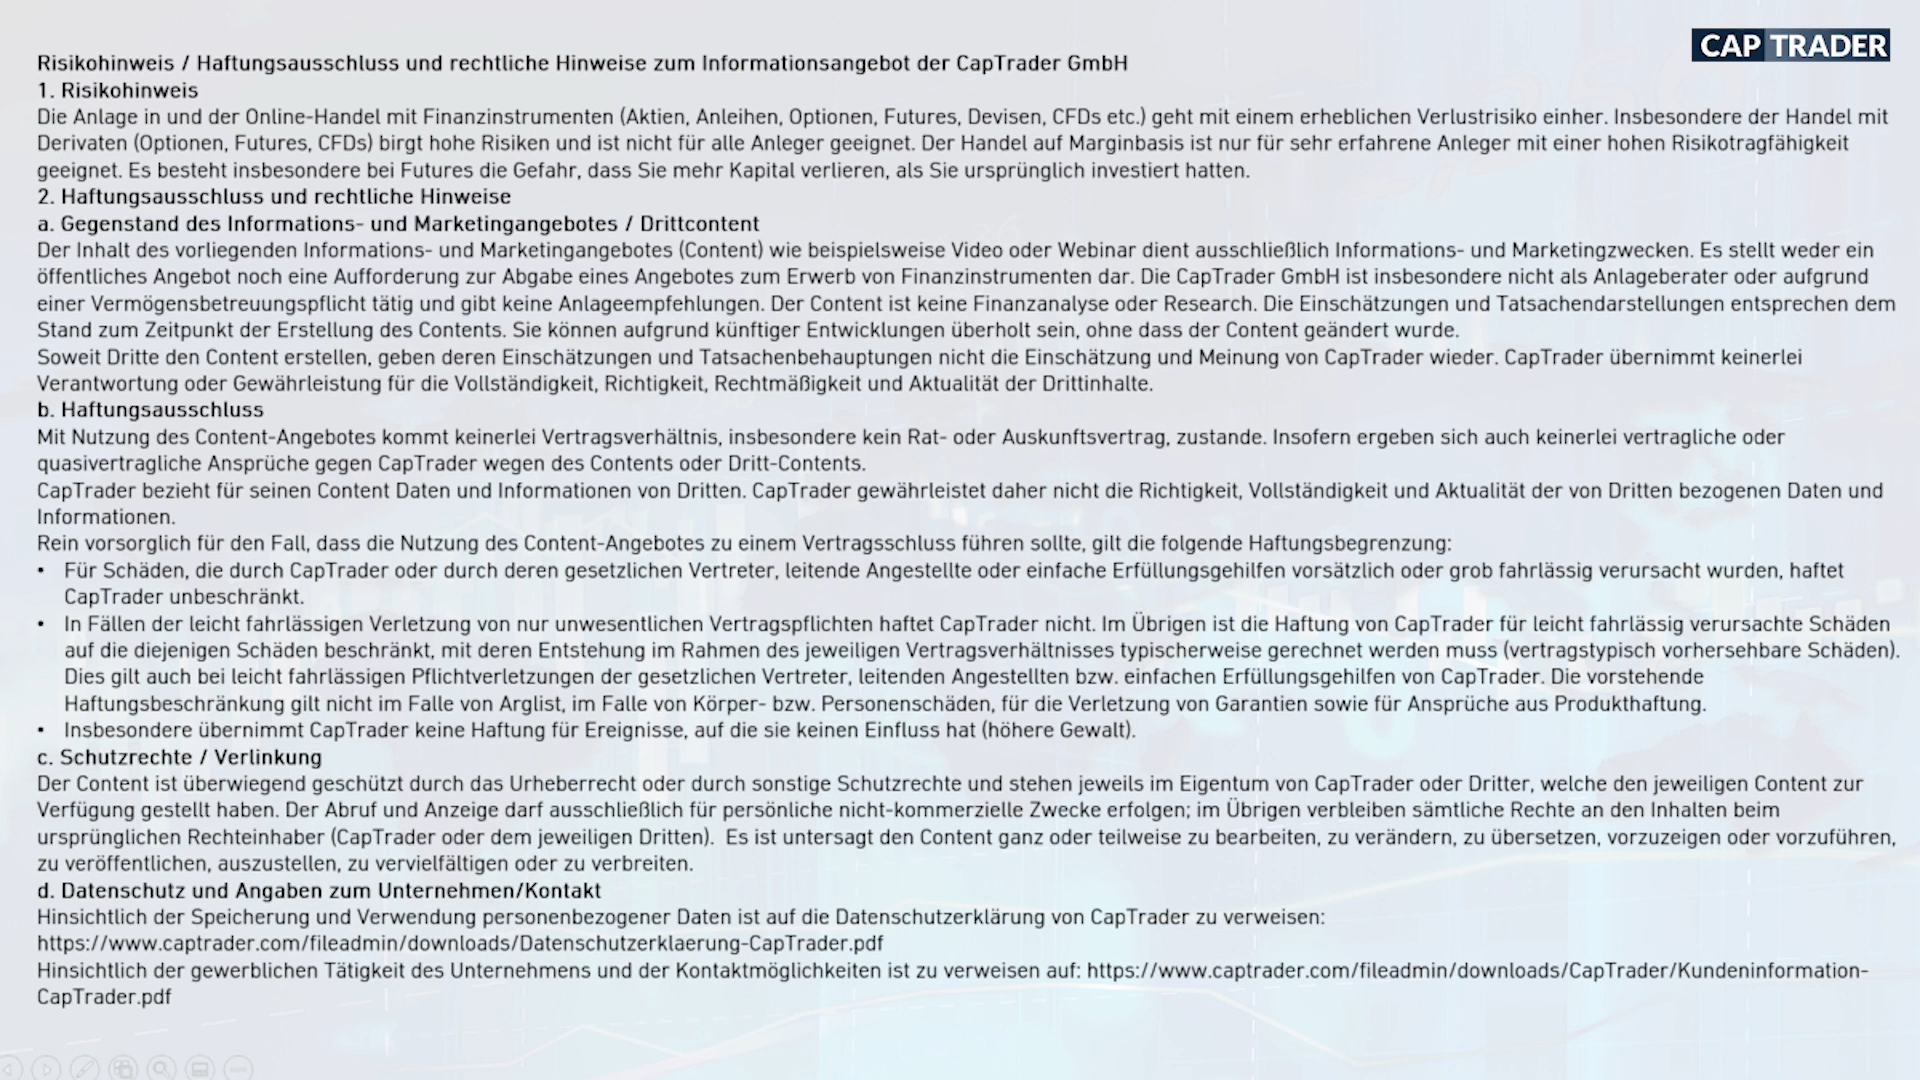 CAP TRADER
Risikohinweis / Haftungsausschluss und rechtliche Hinweise zum Informationsangebot der CapTrader GmbH
1. Risikohinweis
Die Anlage in und der Online-Handel mit Finanzinstrumenten (Aktien, Anleihen, Optionen, Futures, Devisen, CFDs etc.) geht mit einem erheblichen Verlustrisiko einher. Insbesondere der Handel mit
Derivaten (Optionen, Futures, CFDs) birgt hohe Risiken und ist nicht für alle Anleger geeignet. Der Handel auf Marginbasis ist nur für sehr erfahrene Anleger mit einer hohen Risikotragfähigkeit
geeignet. Es besteht insbesondere bei Futures die Gefahr, dass Sie mehr Kapital verlieren, als Sie ursprünglich investiert hatten.
2. Haftungsausschluss und rechtliche Hinweise
a. Gegenstand des Informations- und Marketingangebotes / Drittcontent
Der Inhalt des vorliegenden Informations- und Marketingangebotes (Content) wie beispielsweise Video oder Webinar dient ausschließlich Informations- und Marketingzwecken. Es stellt weder ein
öffentliches Angebot noch eine Aufforderung zur Abgabe eines Angebotes zum Erwerb von Finanzinstrumenten dar. Die CapTrader GmbH ist insbesondere nicht als Anlageberater oder aufgrund
einer Vermögensbetreuungspflicht tätig und gibt keine Anlageempfehlungen. Der Content ist keine Finanzanalyse oder Research. Die Einschätzungen und Tatsachendarstellungen entsprechen dem
Stand zum Zeitpunkt der Erstellung des Contents. Sie können aufgrund künftiger Entwicklungen überholt sein, ohne dass der Content geändert wurde.
Soweit Dritte den Content erstellen, geben deren Einschätzungen und Tatsachenbehauptungen nicht die Einschätzung und Meinung von CapTrader wieder. CapTrader übernimmt keinerlei
Verantwortung oder Gewährleistung für die Vollständigkeit, Richtigkeit, Rechtmäßigkeit und Aktualität der Drittinhalte.
b. Haftungsausschluss
Mit Nutzung des Content-Angebotes kommt keinerlei Vertragsverhältnis, insbesondere kein Rat- oder Auskunftsvertrag, zustande. Insofern ergeben sich auch keinerlei vertragliche oder
quasivertragliche Ansprüche gegen CapTrader wegen des Contents oder Dritt-Contents.
CapTrader bezieht für seinen Content Daten und Informationen von Dritten. CapTrader gewährleistet daher nicht die Richtigkeit, Vollständigkeit und Aktualität der von Dritten bezogenen Daten und
Informationen.
Rein vorsorglich für den Fall, dass die Nutzung des Content-Angebotes zu einem Vertragsschluss führen sollte, gilt die folgende Haftungsbegrenzung:
• Für Schäden, die durch CapTrader oder durch deren gesetzlichen Vertreter, leitende Angestellte oder einfache Erfüllungsgehilfen vorsätzlich oder grob fahrlässig verursacht wurden, haftet
CapTrader unbeschränkt.
• In Fällen der leicht fahrlässigen Verletzung von nur unwesentlichen Vertragspflichten haftet CapTrader nicht. Im Übrigen ist die Haftung von CapTrader für leicht fahrlässig verursachte Schäden
auf die diejenigen Schäden beschränkt, mit deren Entstehung im Rahmen des jeweiligen Vertragsverhältnisses typischerweise gerechnet werden muss (vertragstypisch vorhersehbare Schäden).
Dies gilt auch bei leicht fahrlässigen Pflichtverletzungen der gesetzlichen Vertreter, leitenden Angestellten bzw. einfachen Erfüllungsgehilfen von CapTrader. Die vorstehende
Haftungsbeschränkung gilt nicht im Falle von Arglist, im Falle von Körper- bzw. Personenschäden, für die Verletzung von Garantien sowie für Ansprüche aus Produkthaftung.
• Insbesondere übernimmt CapTrader keine Haftung für Ereignisse, auf die sie keinen Einfluss hat (höhere Gewalt).
c. Schutzrechte / Verlinkung
Der Content ist überwiegend geschützt durch das Urheberrecht oder durch sonstige Schutzrechte und stehen jeweils im Eigentum von CapTrader oder Dritter, welche den jeweiligen Content zur
Verfügung gestellt haben. Der Abruf und Anzeige darf ausschließlich für persönliche nicht-kommerzielle Zwecke erfolgen; im Übrigen verbleiben sämtliche Rechte an den Inhalten beim
ursprünglichen Rechteinhaber (CapTrader oder dem jeweiligen Dritten). Es ist untersagt den Content ganz oder teilweise zu bearbeiten, zu verändern, zu übersetzen, vorzuzeigen oder vorzuführen,
zu veröffentlichen, auszustellen, zu vervielfältigen oder zu verbreiten.
d. Datenschutz und Angaben zum Unternehmen/Kontakt
Hinsichtlich der Speicherung und Verwendung personenbezogener Daten ist auf die Datenschutzerklärung von CapTrader zu verweisen:
https://www.captrader.com/fileadmin/downloads/Datenschutzerklaerung-CapTrader.pdf
Hinsichtlich der gewerblichen Tätigkeit des Unternehmens und der Kontaktmöglichkeiten ist zu verweisen auf: https://www.captrader.com/fileadmin/downloads/CapTrader/Kundeninformation-
CapTrader.pdf